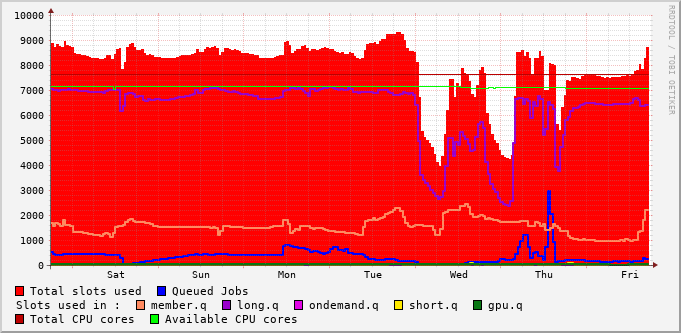 10000
9000
8000
7000
6000
5000
4000
3000
2000
1000
0
Sat Sun Mon Tue Wed Thu Fri
RRDTOOL / TOBI OETIKER
Total slots used Queued Jobs
Slots used in : member.q long.q ondemand.q short.q gpu.q
Total CPU cores Available CPU cores